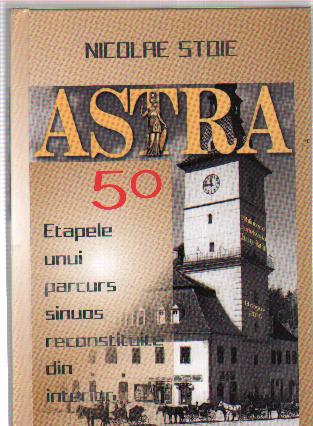 NICOLAE STOIE
ASTRA
50
Etapele
unui
parcurs
sinuos
reconstituite
din
interior